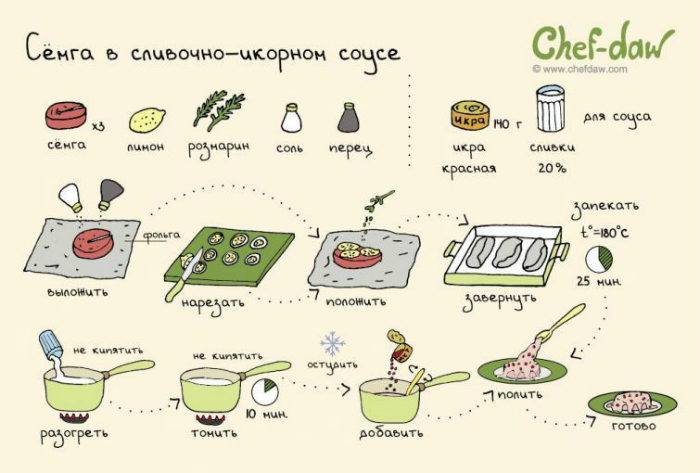 Сёмга в сливочно-икорном соусе
Chef-daw
© www.chefdaw.com
x3
сёмга
лимон
розмарин
соль
перец
икра
140 г
икра
красная
сливки
20%
для соуса
фольга
выложить
нарезать
положить
завернуть
запекать
t°=180°C
25 мин.
не кипятить
разогреть
не кипятить
10 мин.
томить
остудить
добавить
полить
готово